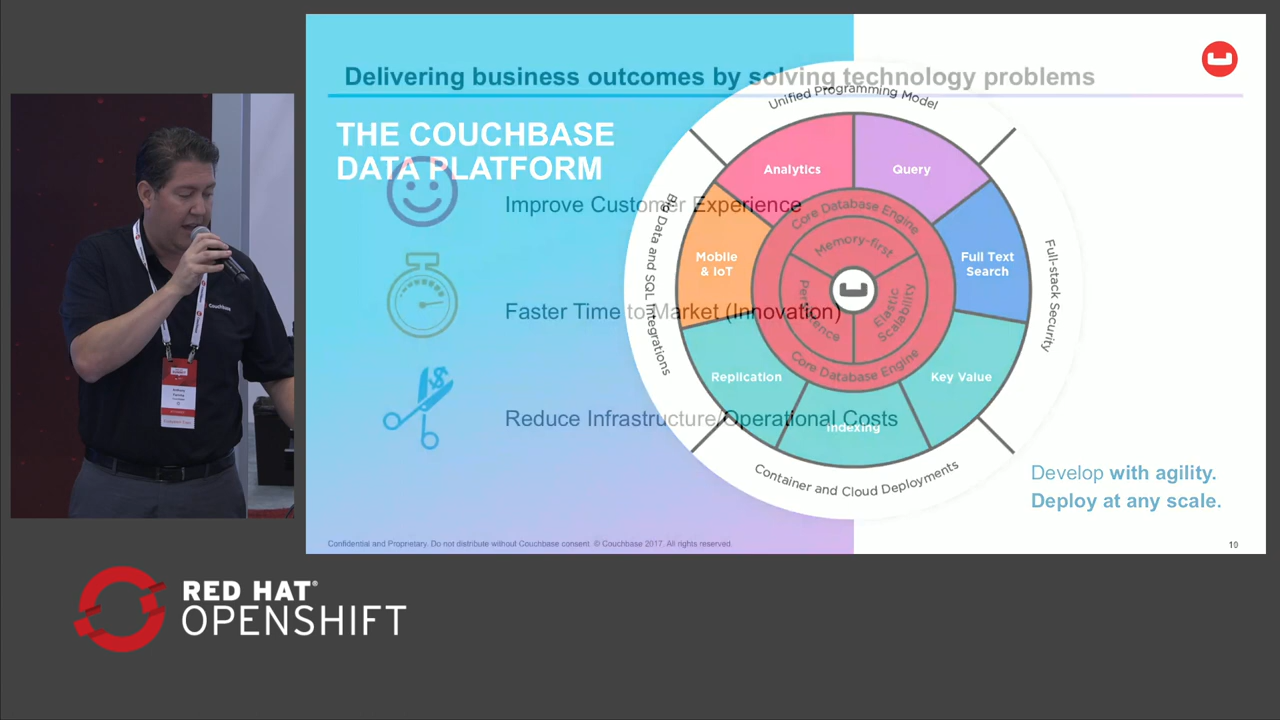 Delivering business outcomes by solving technology problems
THE COUCHBASE
DATA PLATFORM
Improve Customer Experience
Faster Time to Market (Innovation)
Reduce Infrastructure/Operational Costs
Unified Programming Model
Big Data and SQL Integrations
Full-stack Security
Container and Cloud Deployments
Analytics
Query
Mobile
& IoT
Full Text
Search
Replication
Key Value
Indexing
Core Database Engine
Memory-first
Persistence
Elastic
Scalability
Core Database Engine
Develop with agility.
Deploy at any scale.
Confidential and Proprietary. Do not distribute without Couchbase consent. © Couchbase 2017. All rights reserved.
10
Couchbase
RED HAT®
OPENSHIFT